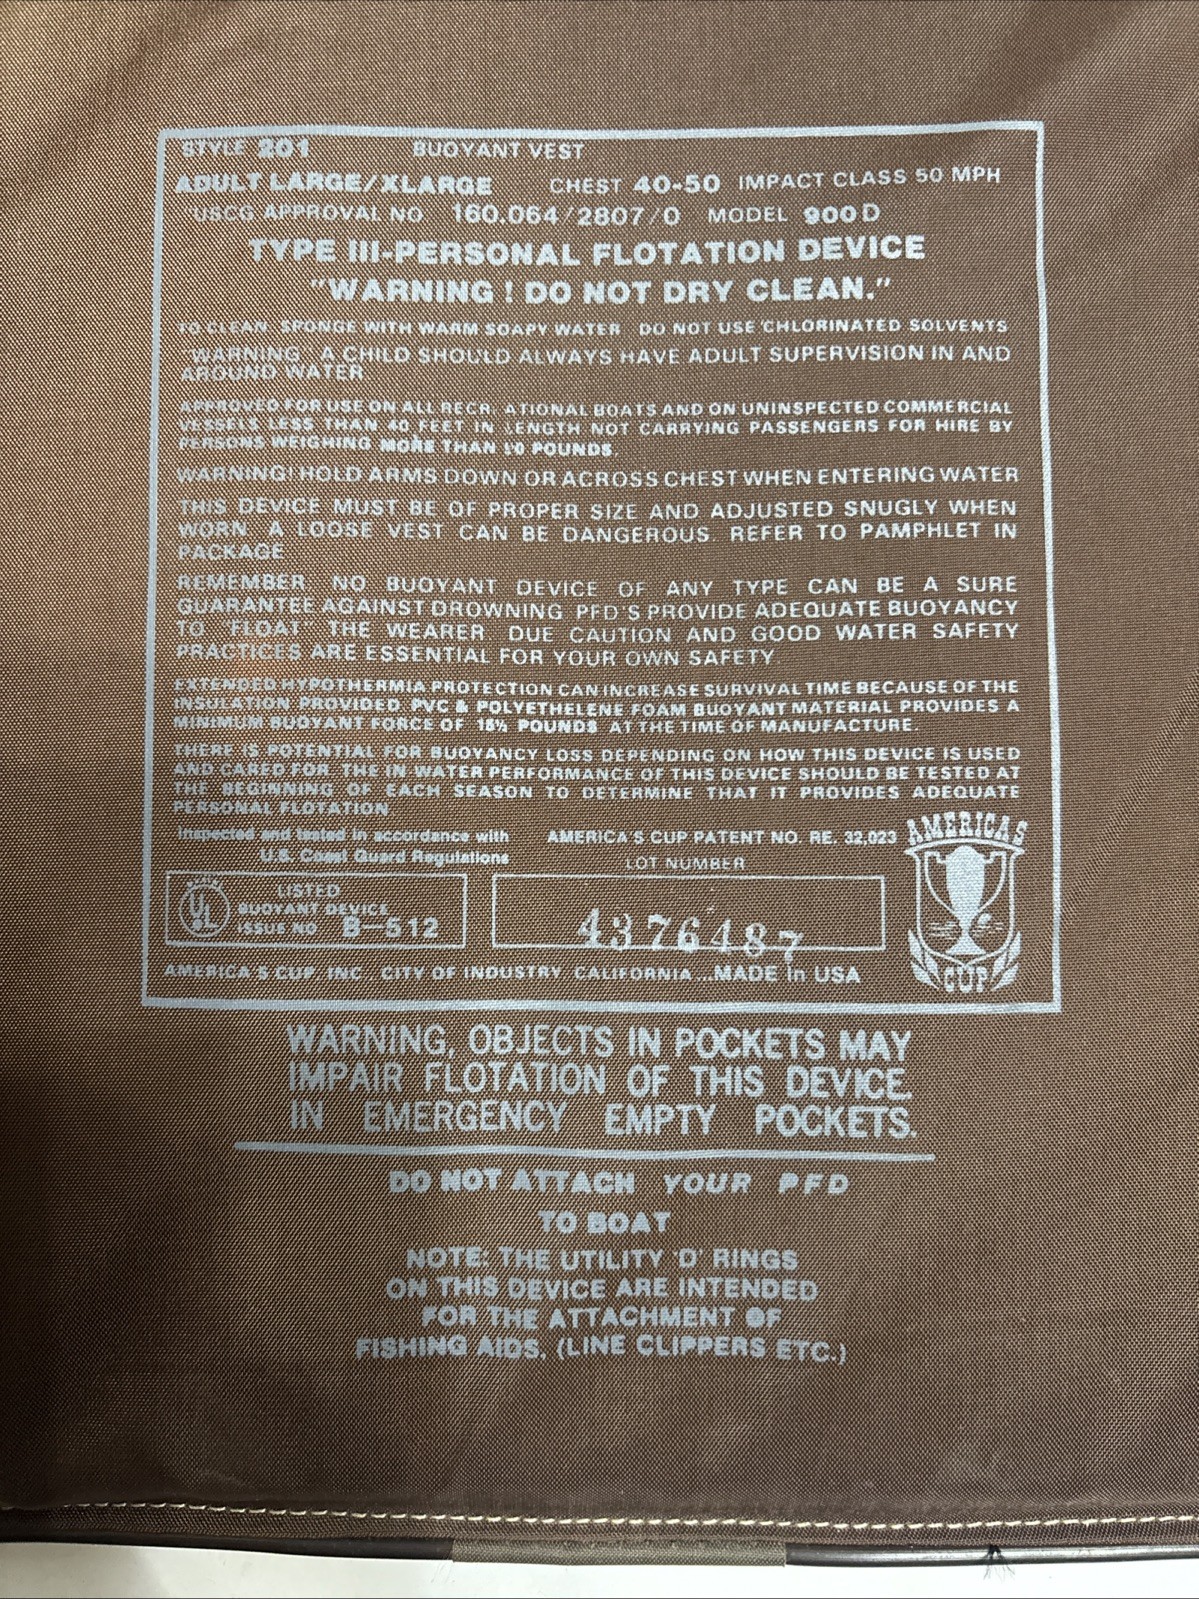 STYLE 201 BUOYANT VEST
ADULT LARGE/XLARGE CHEST 40-50 IMPACT CLASS 50 MPH
USCG APPROVAL NO. 160.064/2807/0 MODEL 900D
TYPE III-PERSONAL FLOTATION DEVICE
"WARNING! DO NOT DRY CLEAN."
TO CLEAN, SPONGE WITH WARM SOAPY WATER DO NOT USE CHLORINATED SOLVENTS
"WARNING" A CHILD SHOULD ALWAYS HAVE ADULT SUPERVISION IN AND
AROUND WATER
APPROVED FOR USE ON ALL RECR ATIONAL BOATS AND ON UNINSPECTED COMMERCIAL
VESSELS LESS THAN 40 FEET IN LENGTH NOT CARRYING PASSENGERS FOR HIRE BY
PERSONS WEIGHING MORE THAN POUNDS.
WARNING! HOLD ARMS DOWN OR ACROSS CHEST WHEN ENTERING WATER
THIS DEVICE MUST BE OF PROPER SIZE AND ADJUSTED SNUGLY WHEN
WORN. A LOOSE VEST CAN BE DANGEROUS. REFER TO PAMPHLET IN
PACKAGE
REMEMBER: NO BUOYANT DEVICE OF ANY TYPE CAN BE A SURE
GUARANTEE AGAINST DROWNING PFD'S PROVIDE ADEQUATE BUOYANCY
TO "FLOAT" THE WEARER. DUE CAUTION AND GOOD WATER SAFETY
PRACTICES ARE ESSENTIAL FOR YOUR OWN SAFETY.
EXTENDED HYPOTHERMIA PROTECTION CAN INCREASE SURVIVAL TIME BECAUSE OF THE
INSULATION PROVIDED PVC & POLYETHELENE FOAM BUOYANT MATERIAL PROVIDES A
MINIMUM BUOYANT FORCE OF 15½ POUNDS AT THE TIME OF MANUFACTURE.
THERE IS POTENTIAL FOR BUOYANCY LOSS DEPENDING ON HOW THIS DEVICE IS USED
AND CARED FOR. THE IN WATER PERFORMANCE OF THIS DEVICE SHOULD BE TESTED AT
THE BEGINNING OF EACH SEASON TO DETERMINE THAT IT PROVIDES ADEQUATE
PERSONAL FLOTATION.
Inspected and tested in accordance with
U.S. Coast Guard Regulations
AMERICA'S CUP PATENT NO. RE. 32,023
LOT NUMBER
AMERICA'S
CUP
UL
LISTED
BUOYANT DEVICE
ISSUE NO B-512
4376487
AMERICA'S CUP, INC., CITY OF INDUSTRY, CALIFORNIA ...MADE In USA
WARNING, OBJECTS IN POCKETS MAY
IMPAIR FLOTATION OF THIS DEVICE.
IN EMERGENCY EMPTY POCKETS.
DO NOT ATTACH YOUR PFD
TO BOAT
NOTE: THE UTILITY 'D' RINGS
ON THIS DEVICE ARE INTENDED
FOR THE ATTACHMENT OF
FISHING AIDS, (LINE CLIPPERS ETC.)